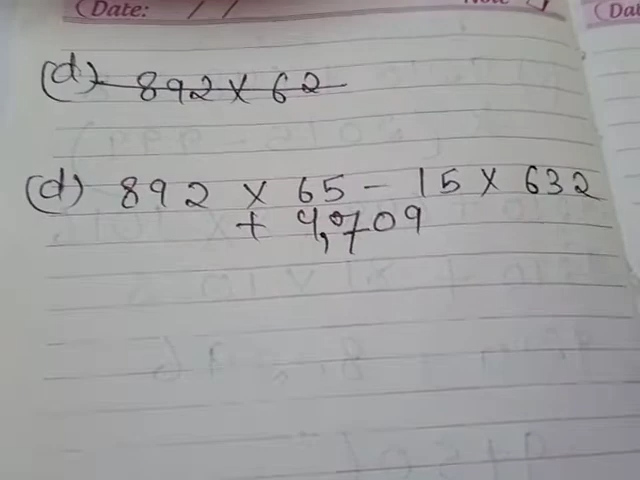 Date: / /
(d) 892 × 62
(d) 892 × 65 - 15 × 632
+ 4,709